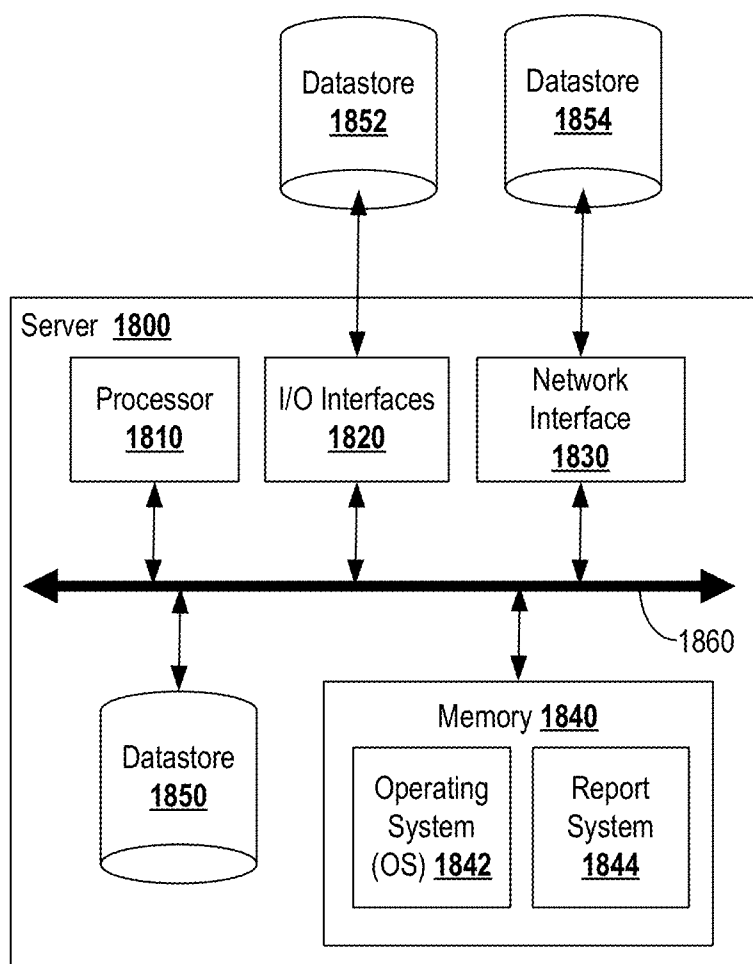 Datastore
1852
Datastore
1854
Server 1800
Processor
1810
I/O Interfaces
1820
Network
Interface
1830
1860
Datastore
1850
Memory 1840
Operating
System
(OS) 1842
Report
System
1844